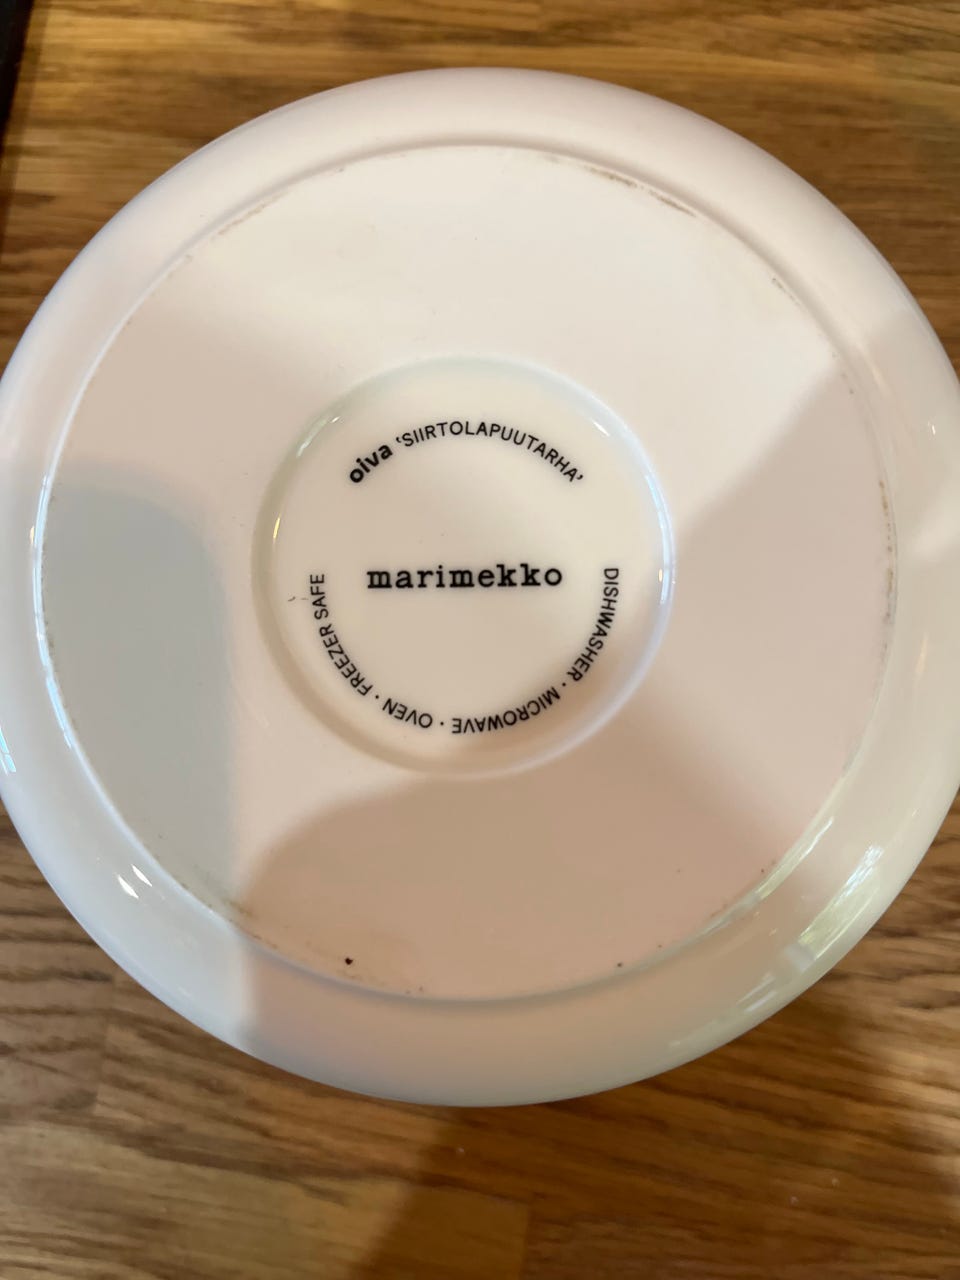 oiva 'SIIRTOLAPUUTARHA'
marimekko
DISHWASHER · MICROWAVE · OVEN · FREEZER SAFE